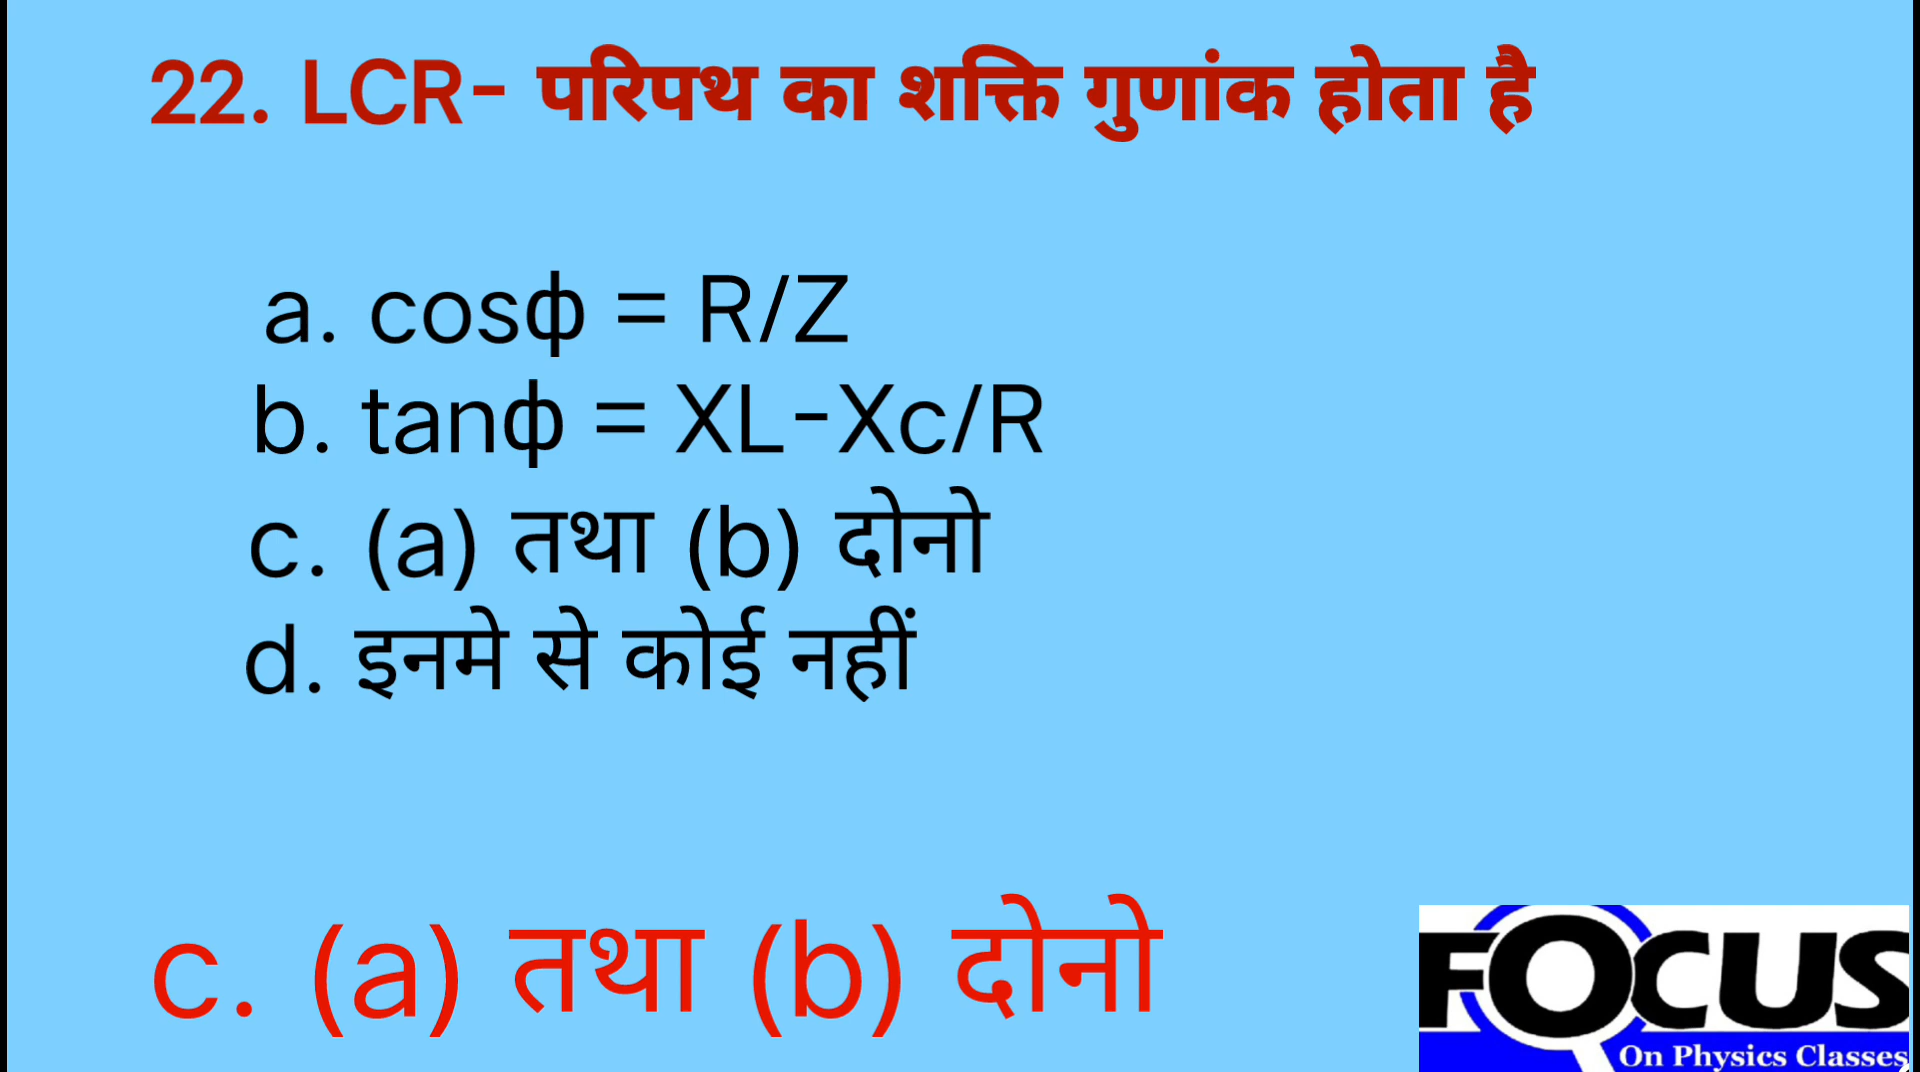 22. LCR- परिपथ का शक्ति गुणांक होता है
a. cosφ = R/Z
b. tanφ = XL-Xc/R
c. (a) तथा (b) दोनो
d. इनमे से कोई नहीं
c. (a) तथा (b) दोनो
FOCUS
On Physics Classes